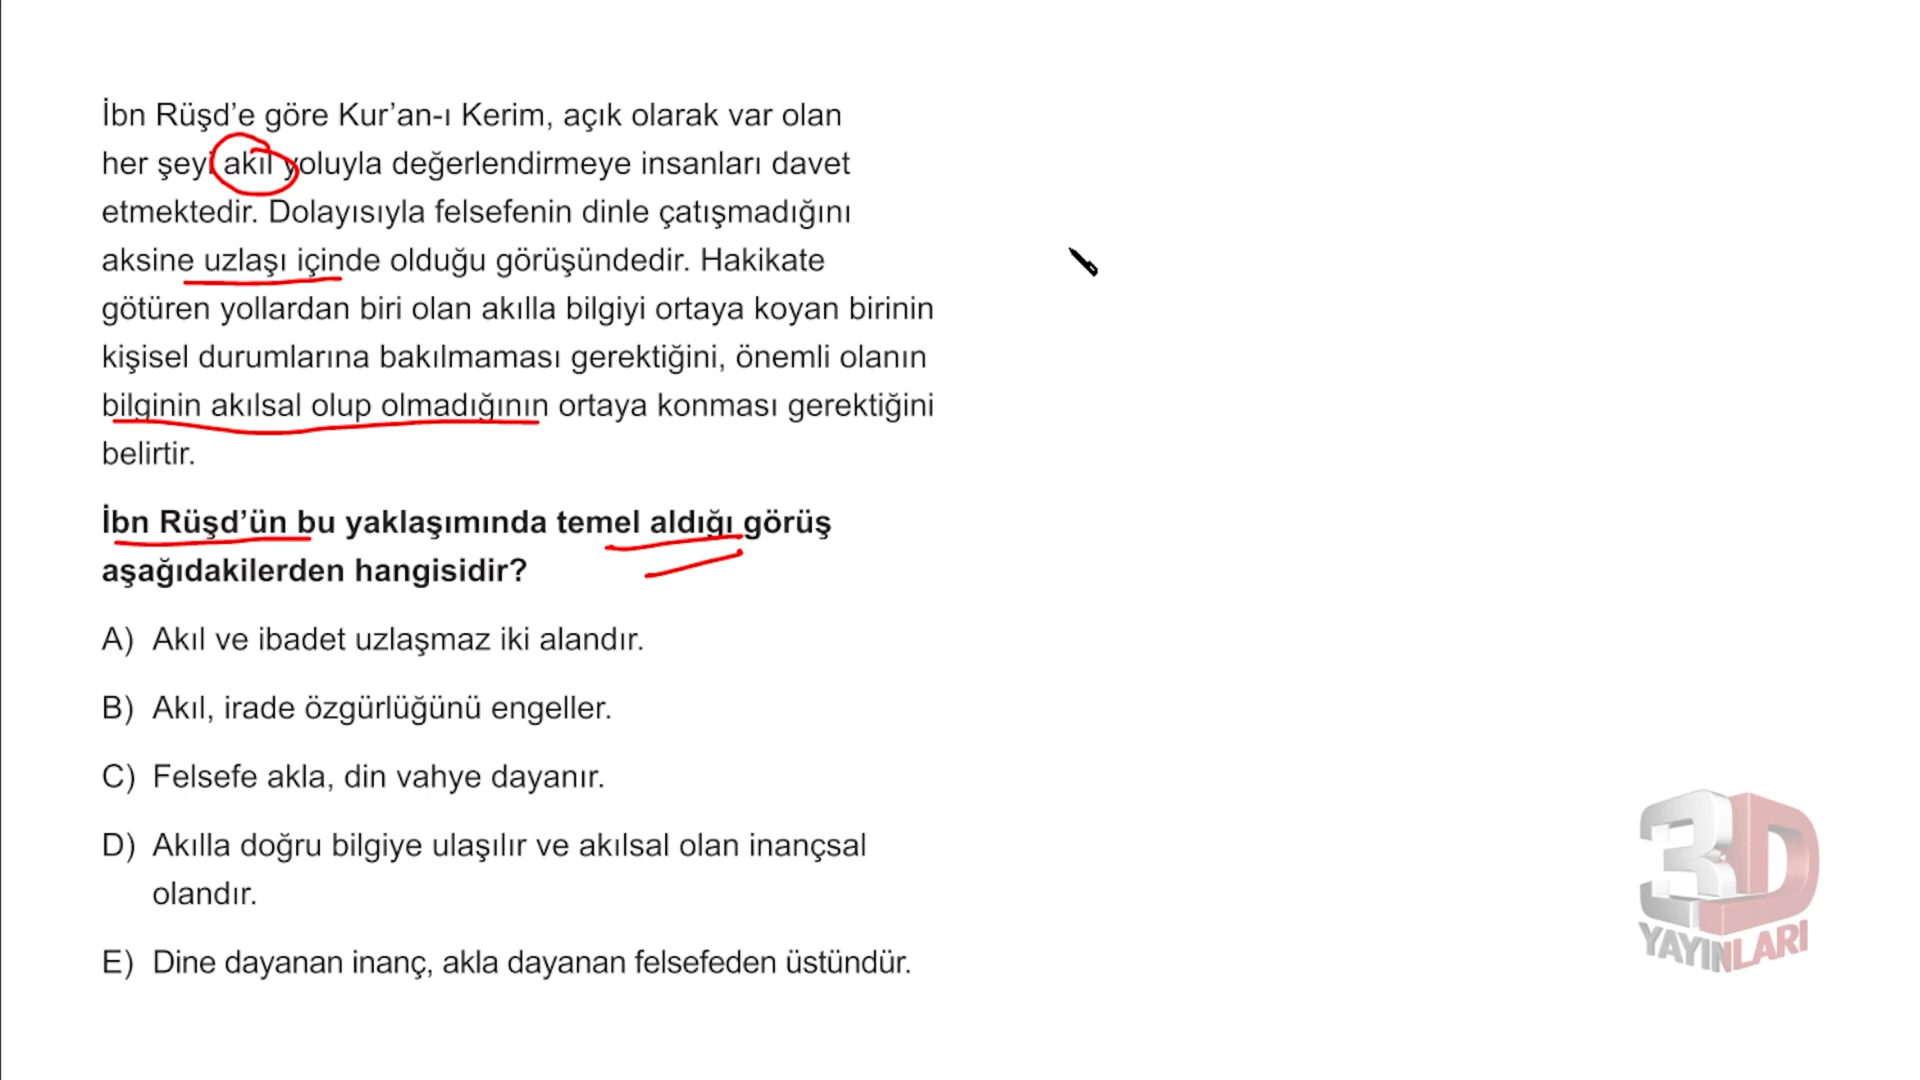 İbn Rüşd’e göre Kur’an-ı Kerim, açık olarak var olan
her şeyi akıl yoluyla değerlendirmeye insanları davet
etmektedir. Dolayısıyla felsefenin dinle çatışmadığını
aksine uzlaşı içinde olduğu görüşündedir. Hakikate
götüren yollardan biri olan akılla bilgiyi ortaya koyan birinin
kişisel durumlarına bakılmaması gerektiğini, önemli olanın
bilginin akılsal olup olmadığının ortaya konması gerektiğini
belirtir.
İbn Rüşd’ün bu yaklaşımında temel aldığı görüş
aşağıdakilerden hangisidir?
A) Akıl ve ibadet uzlaşmaz iki alandır.
B) Akıl, irade özgürlüğünü engeller.
C) Felsefe akla, din vahye dayanır.
D) Akılla doğru bilgiye ulaşılır ve akılsal olan inançsal
olandır.
E) Dine dayanan inanç, akla dayanan felsefeden üstündür.
3D
YAYINLARI